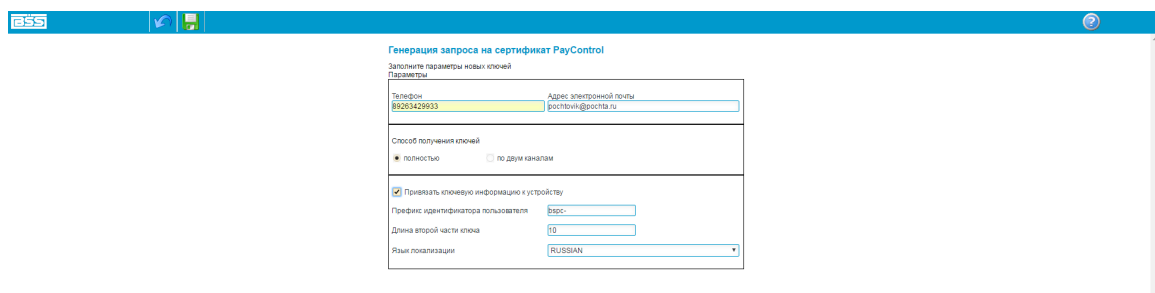 BSS
?
Генерация запроса на сертификат PayControl
Заполните параметры новых ключей
Параметры
Телефон Адрес электронной почты
89263429933 pochtovik@pochta.ru
Способ получения ключей
полностью по двум каналам
Привязать ключевую информацию к устройству
Префикс идентификатора пользователя bspc-
Длина второй части ключа 10
Язык локализации RUSSIAN